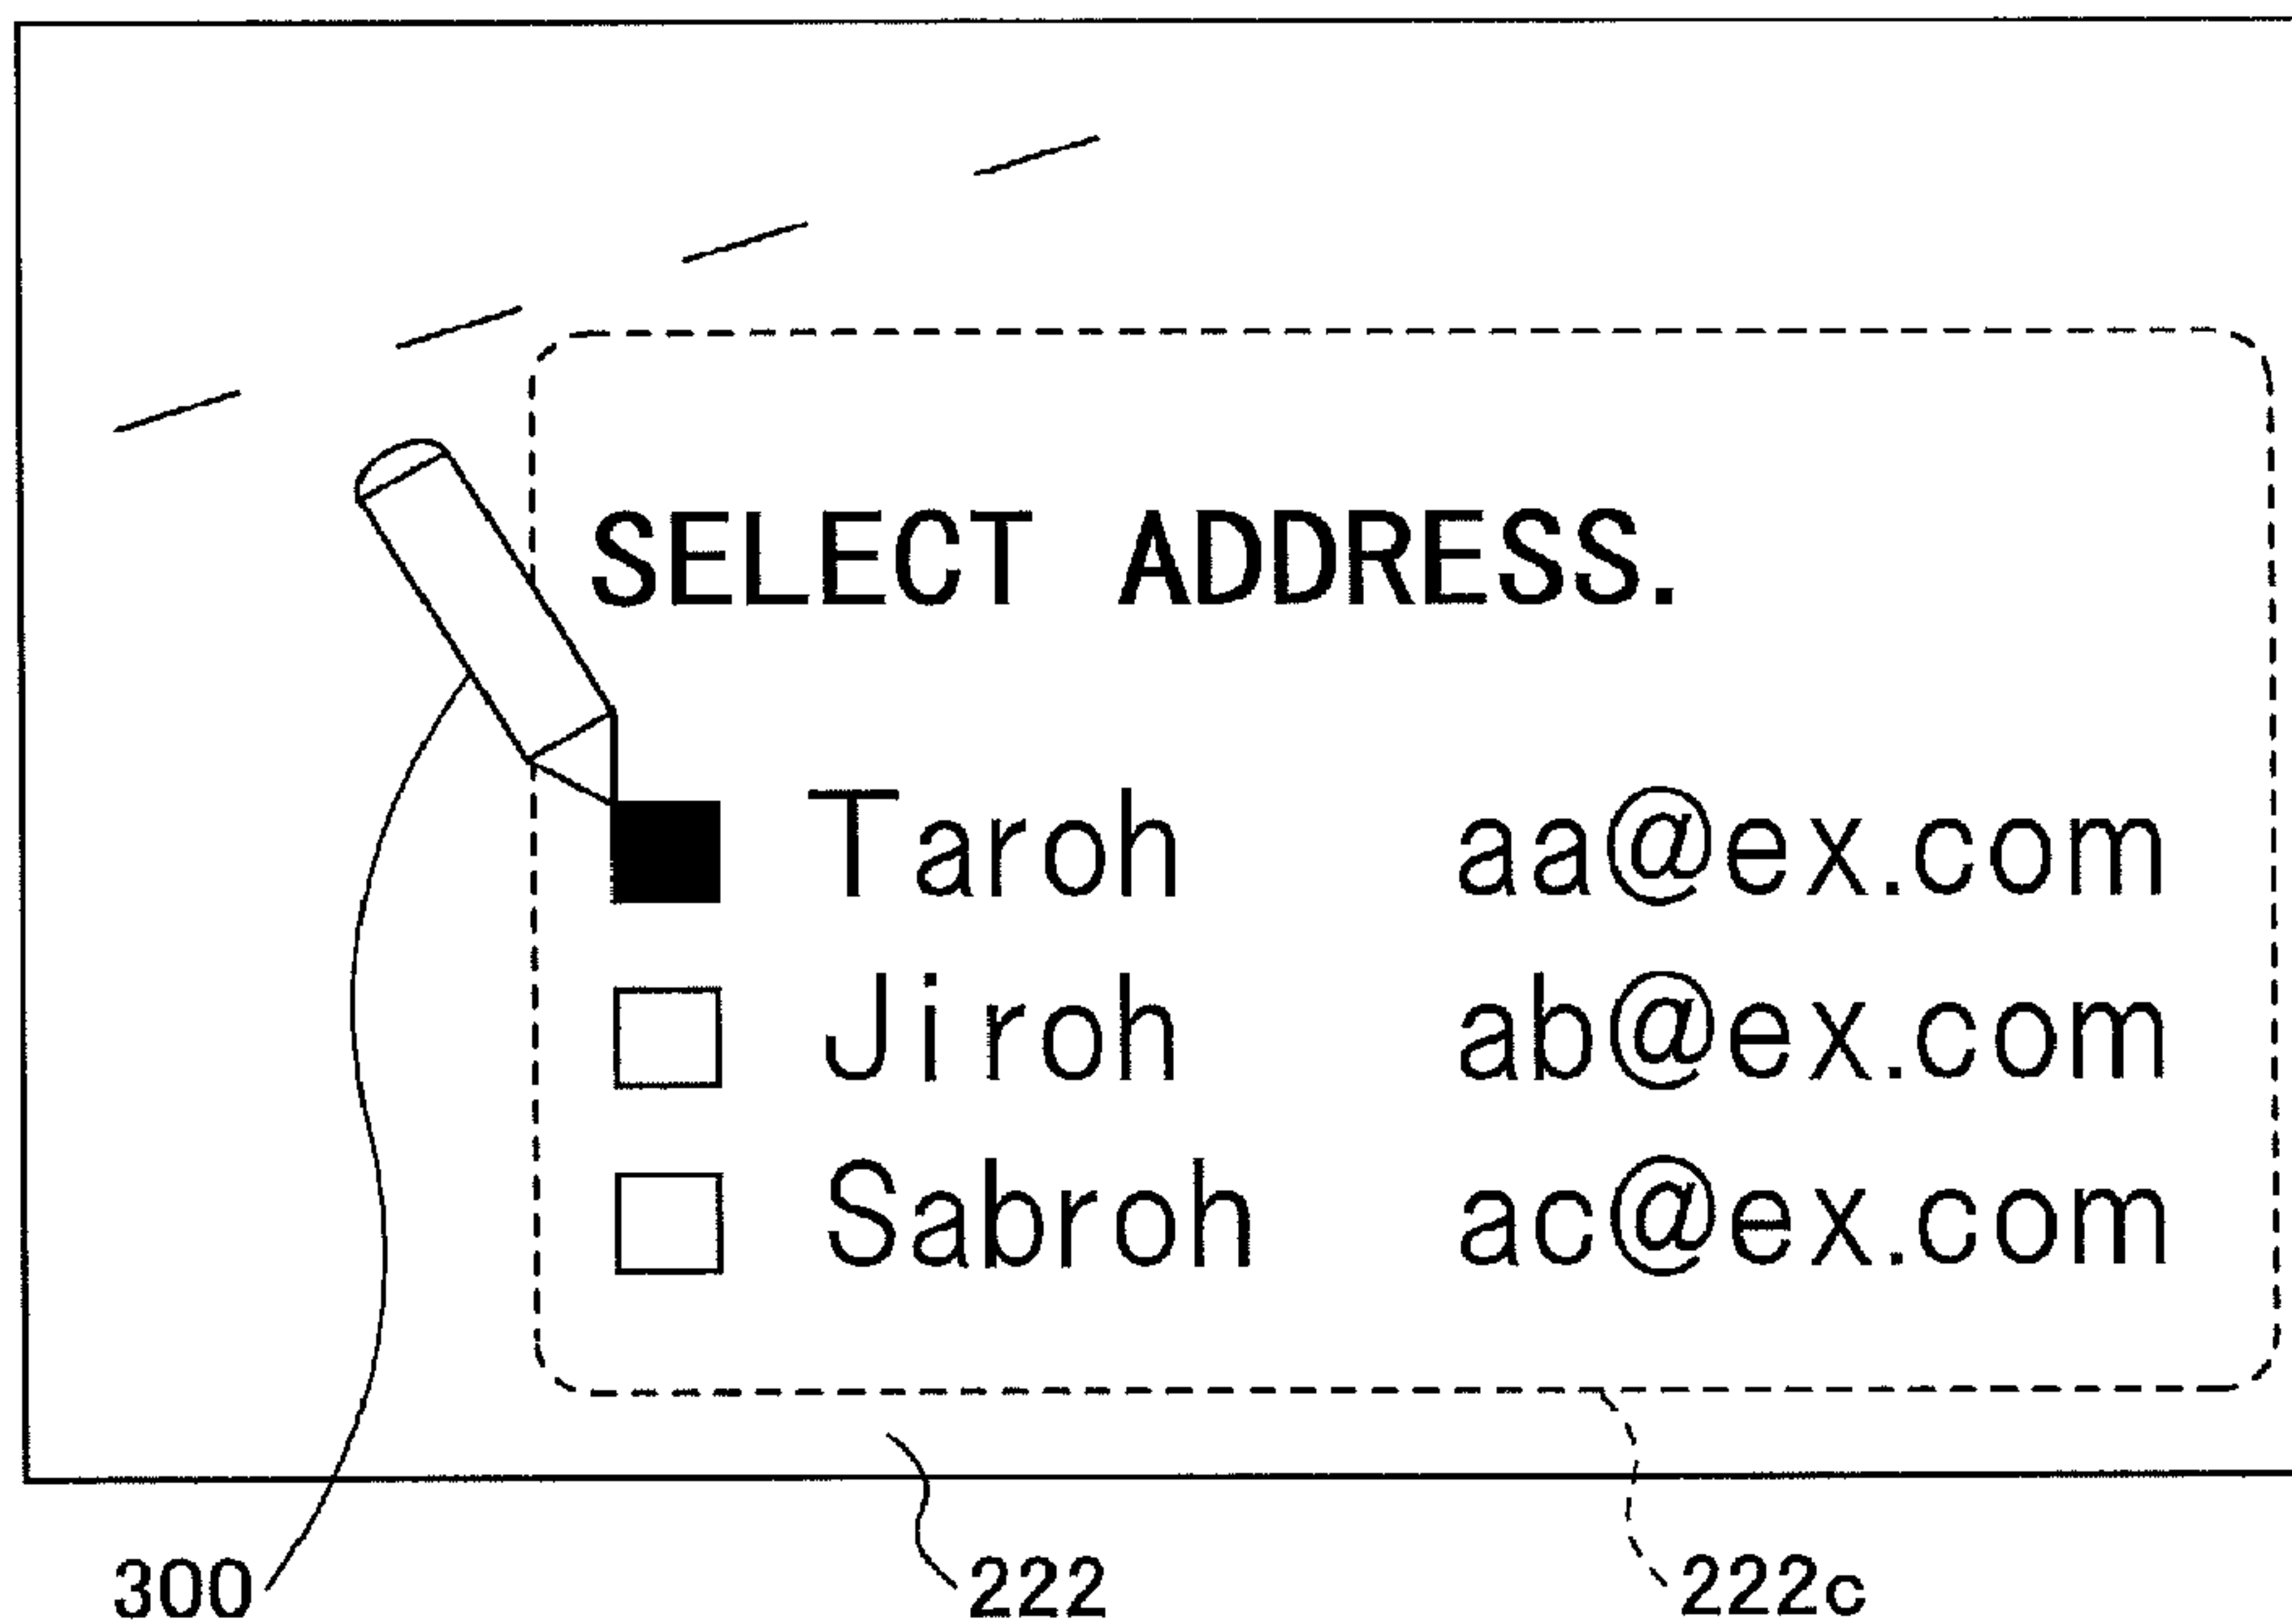 SELECT ADDRESS.
Taroh aa@ex.com
Jiroh ab@ex.com
Sabroh ac@ex.com
300 222 222c